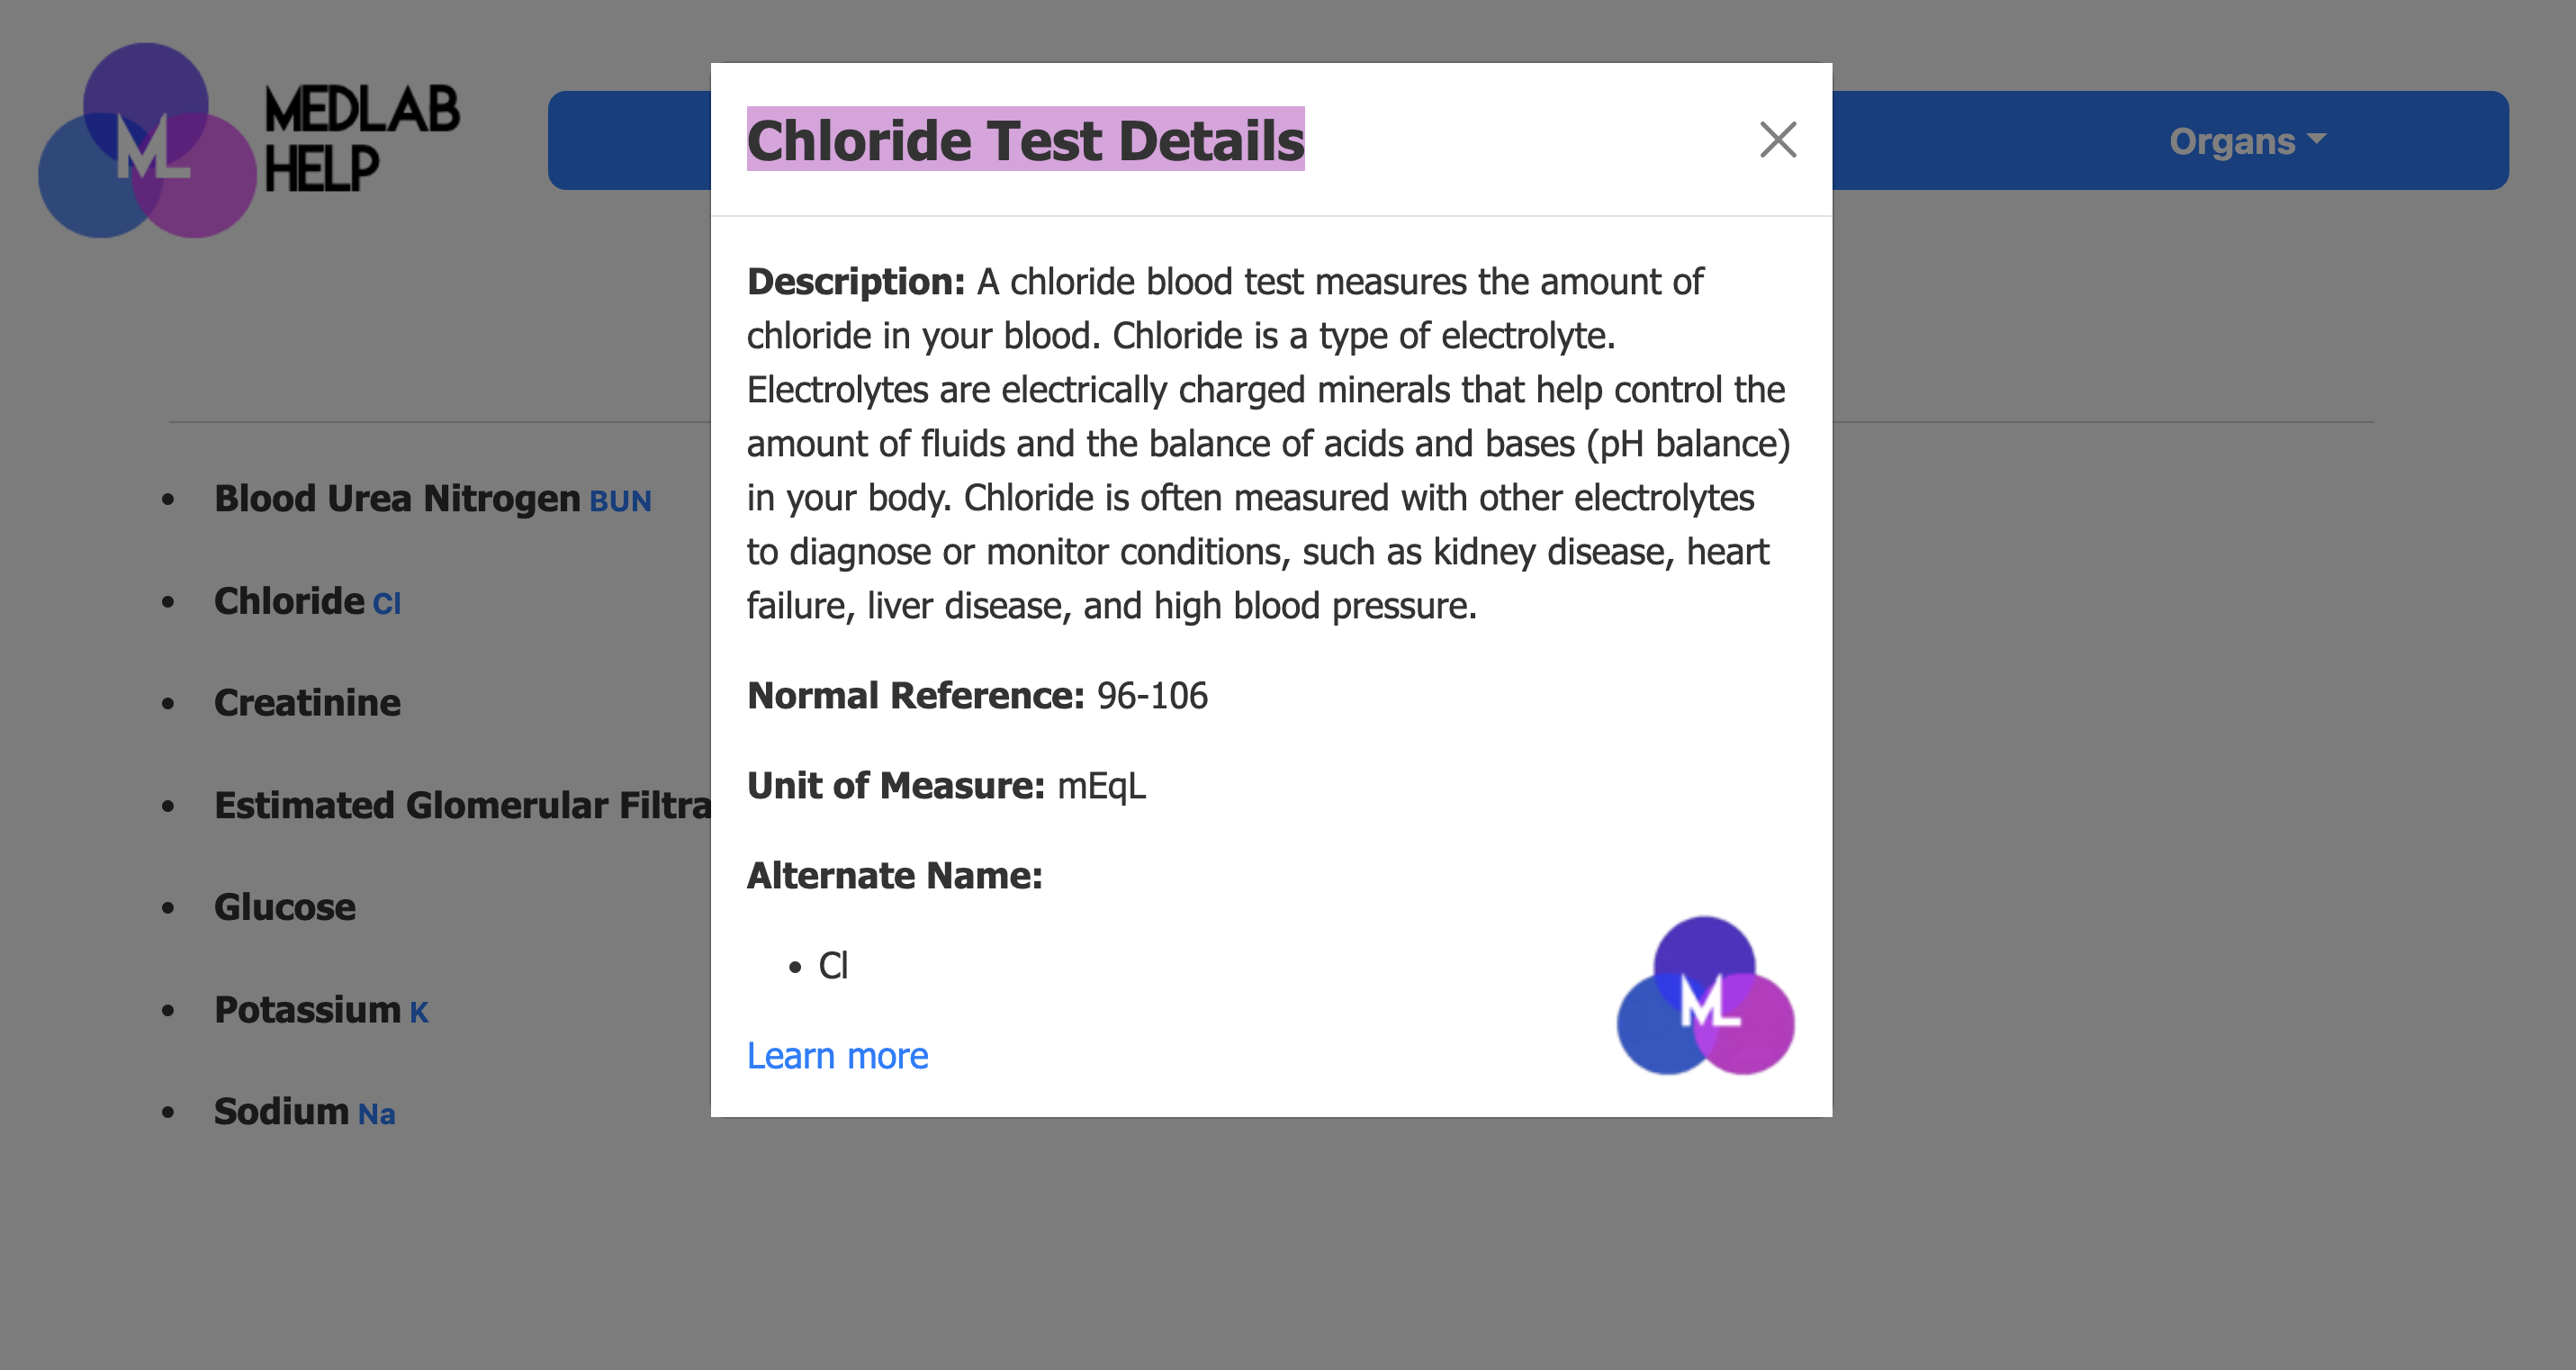 ML
MEDLAB
HELP
Organs
Blood Urea Nitrogen BUN
Chloride Cl
Creatinine
Estimated Glomerular Filtra
Glucose
Potassium K
Sodium Na
Chloride Test Details
Description: A chloride blood test measures the amount of
chloride in your blood. Chloride is a type of electrolyte.
Electrolytes are electrically charged minerals that help control the
amount of fluids and the balance of acids and bases (pH balance)
in your body. Chloride is often measured with other electrolytes
to diagnose or monitor conditions, such as kidney disease, heart
failure, liver disease, and high blood pressure.
Normal Reference: 96-106
Unit of Measure: mEqL
Alternate Name:
Cl
Learn more
ML